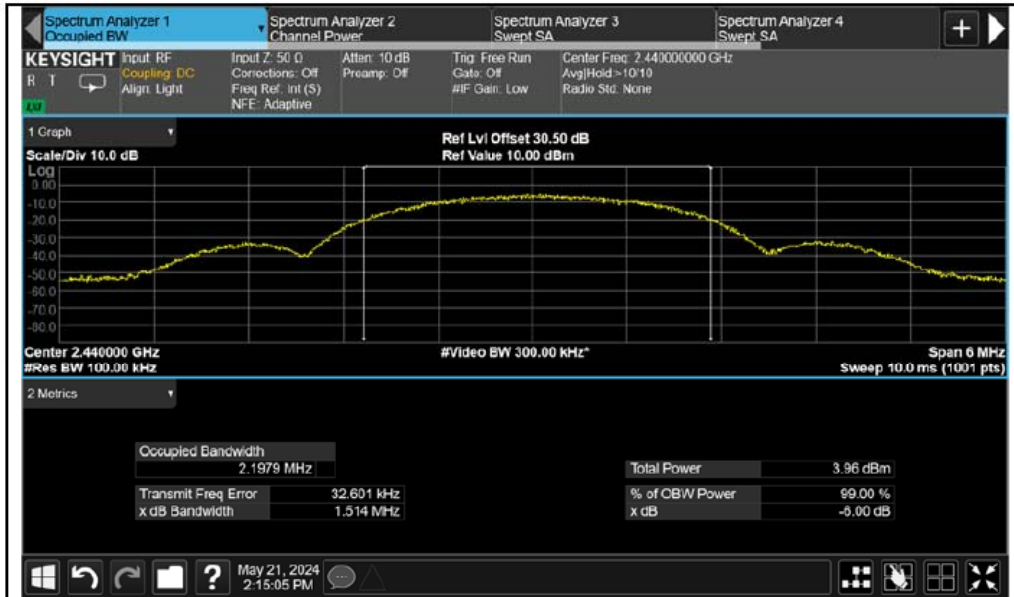 Spectrum Analyzer 1
Occupied BW
Spectrum Analyzer 2
Channel Power
Spectrum Analyzer 3
Swept SA
Spectrum Analyzer 4
Swept SA
+
KEYSIGHT
R T
Input: RF
Coupling: DC
Align: Light
Input Z: 50 Ω
Corrections: Off
Freq Ref: Int (S)
NFE: Adaptive
Atten: 10 dB
Preamp: Off
Trig: Free Run
Gate: Off
#IF Gain: Low
Center Freq: 2.440000000 GHz
Avg|Hold:>10/10
Radio Std: None
1 Graph
Scale/Div 10.0 dB
Ref Lvl Offset 30.50 dB
Ref Value 10.00 dBm
Log
0.00
-10.0
-20.0
-30.0
-40.0
-50.0
-60.0
-70.0
-80.0
Center 2.440000 GHz
#Res BW 100.00 kHz
#Video BW 300.00 kHz*
Span 6 MHz
Sweep 10.0 ms (1001 pts)
2 Metrics
Occupied Bandwidth
2.1979 MHz
Transmit Freq Error 32.601 kHz
x dB Bandwidth 1.514 MHz
Total Power 3.96 dBm
% of OBW Power 99.00 %
x dB -6.00 dB
?
May 21, 2024
2:15:05 PM